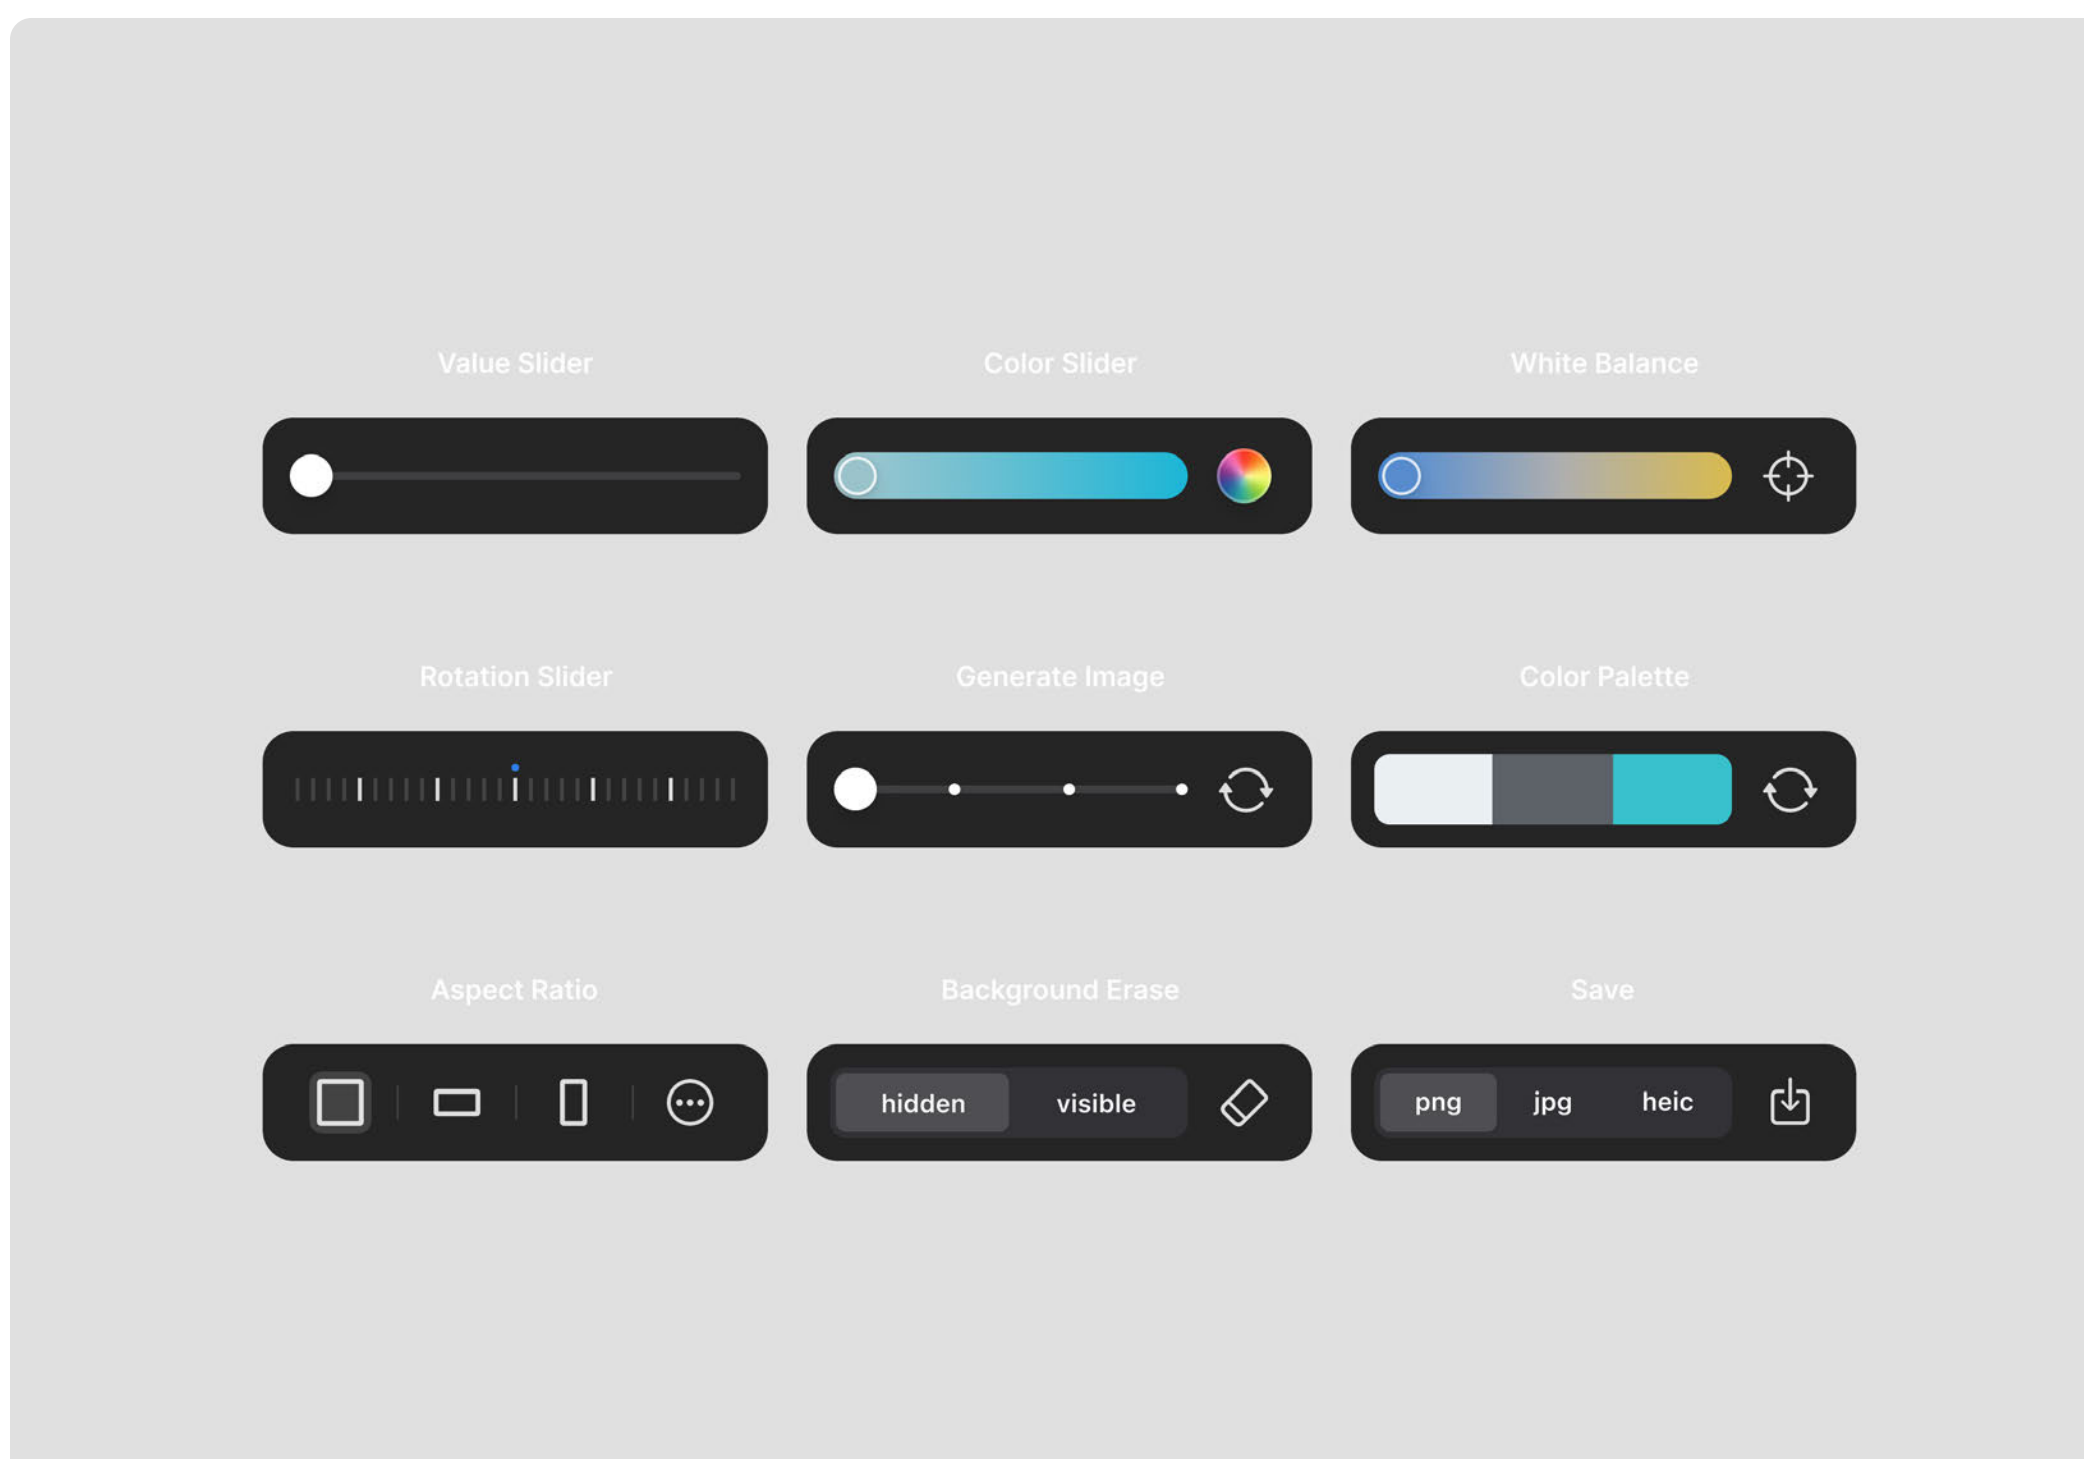 Value Slider
Color Slider
White Balance
Rotation Slider
Generate Image
Color Palette
Aspect Ratio
Background Erase
Save
hidden
visible
png
jpg
heic